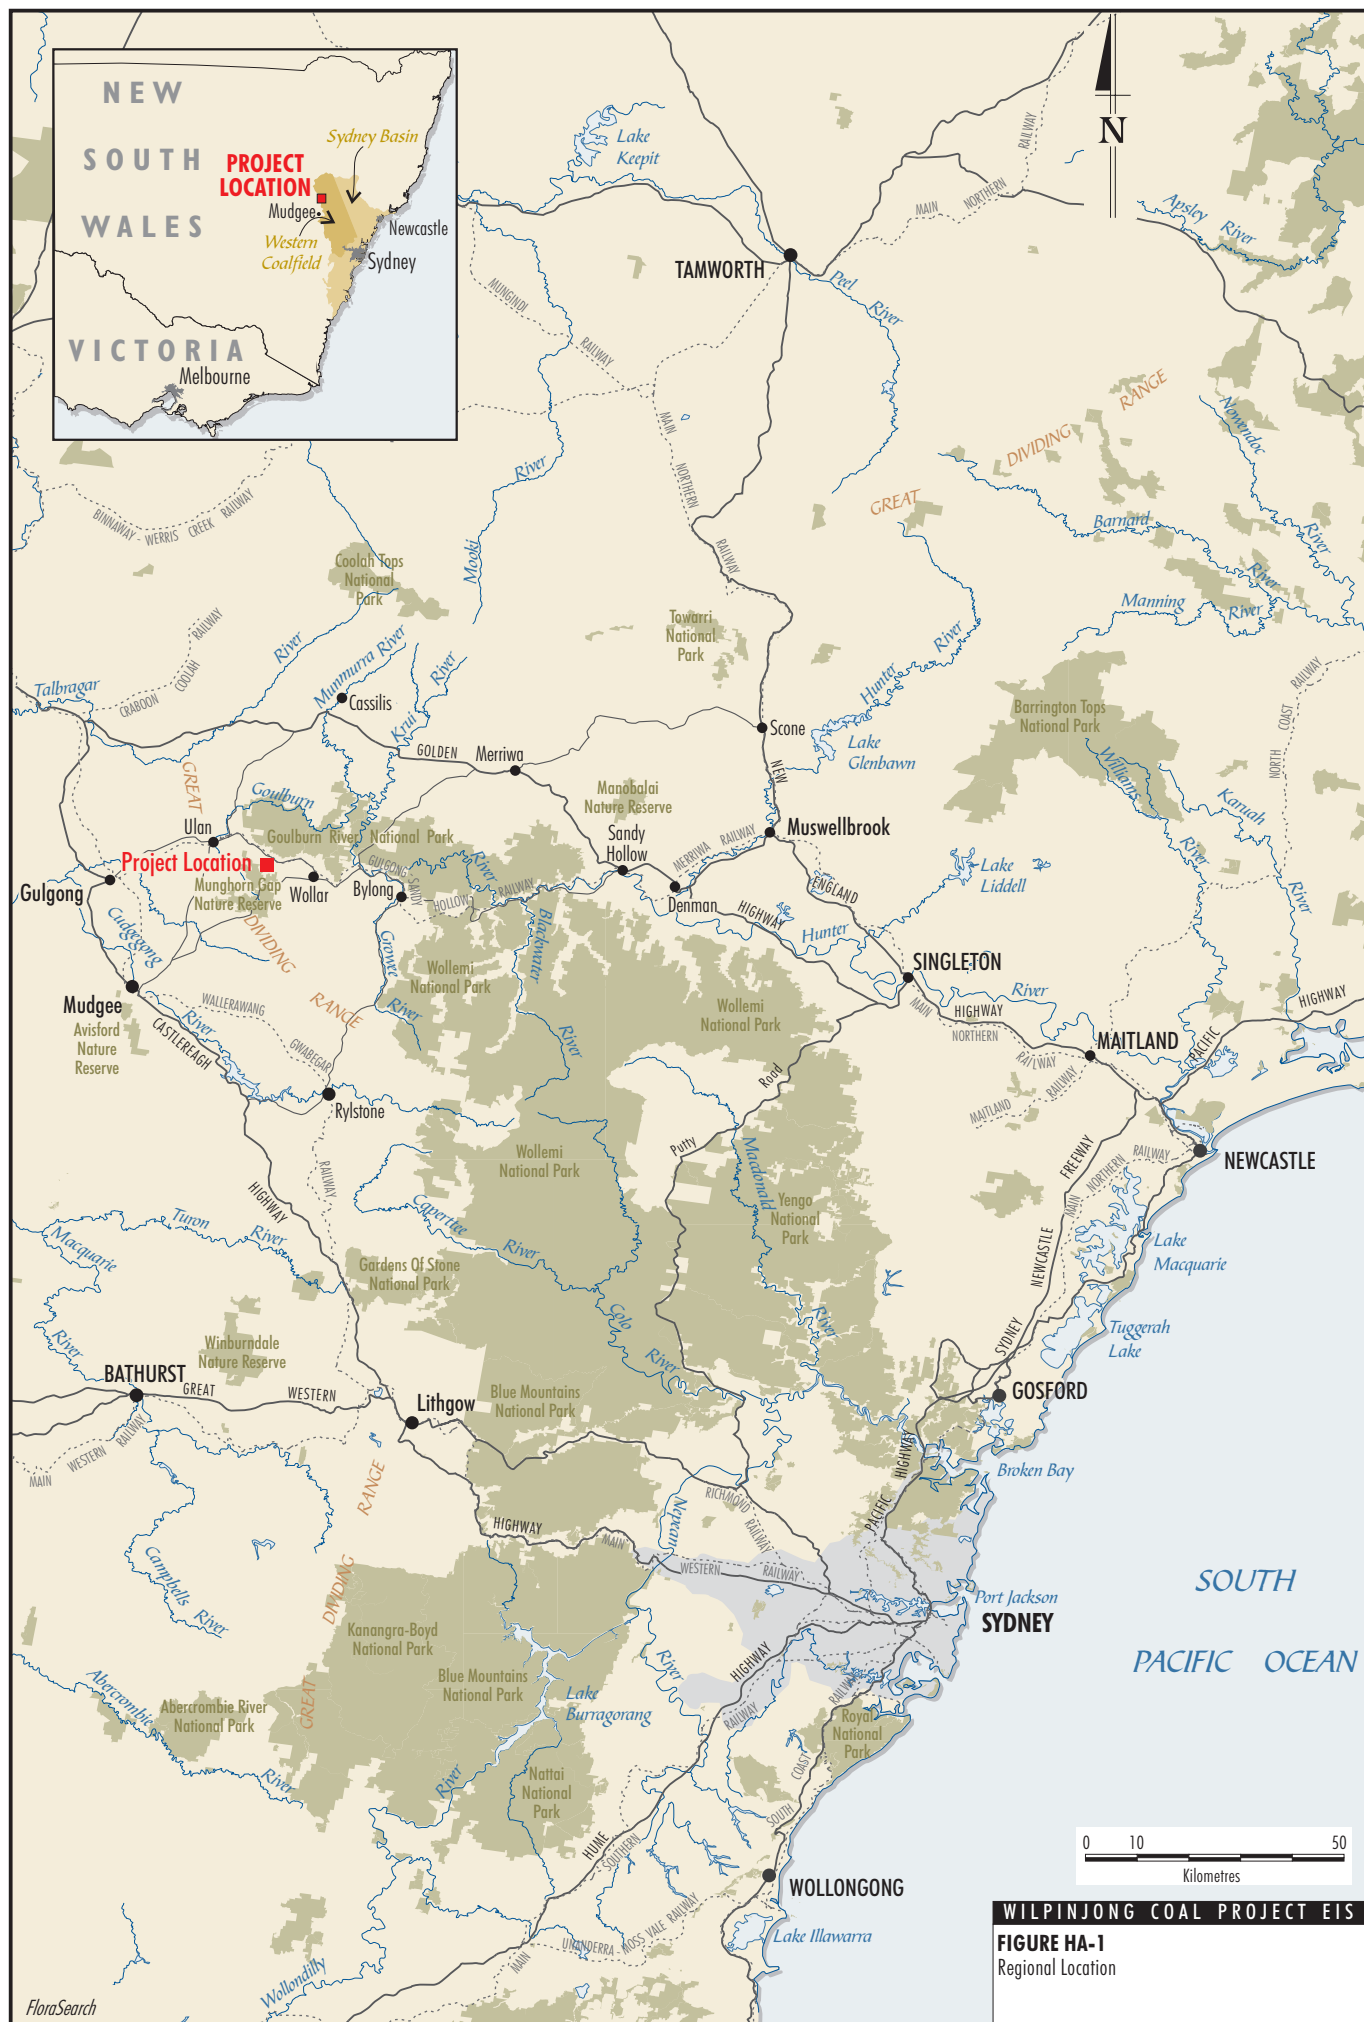 NEW
SOUTH
WALES
VICTORIA
Melbourne
PROJECT
LOCATION
Mudgee
Sydney Basin
Western
Coalfield
Newcastle
Sydney
N
Lake
Keepit
MAIN NORTHERN RAILWAY
Apsley River
TAMWORTH
Peel River
MUNGINDI RAILWAY
MAIN NORTHERN RAILWAY
GREAT DIVIDING RANGE
Nowendoc River
Barnard River
Manning River
BINNAWAY - WERRIS CREEK RAILWAY
Mooki River
Coolah Tops
National
Park
Towarri
National
Park
CRABOON COOLAH RAILWAY
Talbragar River
Munmurra River
Krui River
Cassilis
GOLDEN
HIGHWAY
Merriwa
Scone
Hunter River
Lake
Glenbawn
Barrington Tops
National Park
NORTH COAST RAILWAY
Williams River
Karuah River
GREAT DIVIDING RANGE
Goulburn River
Ulan
Goulburn River National Park
Manobalai
Nature Reserve
Sandy
Hollow
MERRIWA RAILWAY
Muswellbrook
NEW ENGLAND HIGHWAY
Lake
Liddell
Project Location
Munghorn Gap
Nature Reserve
Gulgong
Wollar
Bylong
GULGONG - SANDY HOLLOW RAILWAY
Denman
Cudgegong River
Growee River
Blackwater River
Wollemi
National Park
Wollemi
National Park
Hunter River
SINGLETON
Mudgee
Avisford
Nature
Reserve
CASTLEREAGH HIGHWAY
WALLERAWANG GWABEGAR RAILWAY
Rylstone
MAIN NORTHERN RAILWAY
MAITLAND
MAITLAND RAILWAY
PACIFIC HIGHWAY
Putty Road
Wollemi
National Park
Macdonald River
Yengo
National
Park
SYDNEY NEWCASTLE FREEWAY
MAIN NORTHERN RAILWAY
NEWCASTLE
Lake
Macquarie
Tuggerah
Lake
Capertee River
Turon River
Macquarie River
Gardens Of Stone
National Park
Colo River
Winburndale
Nature Reserve
BATHURST
GREAT WESTERN HIGHWAY
Lithgow
Blue Mountains
National Park
GOSFORD
Broken Bay
PACIFIC HIGHWAY
MAIN WESTERN RAILWAY
GREAT DIVIDING RANGE
RICHMOND - RAILWAY
Nepean River
MAIN WESTERN RAILWAY
Campbells River
Port Jackson
SYDNEY
SOUTH
PACIFIC OCEAN
Kanangra-Boyd
National Park
Blue Mountains
National Park
Lake
Burragorang
HUME HIGHWAY
Abercrombie River
Abercrombie River
National Park
Nattai
National
Park
Royal
National
Park
SOUTH COAST RAILWAY
MAIN SOUTHERN RAILWAY
WOLLONGONG
UNANDERRA - MOSS VALE RAILWAY
Lake Illawarra
Wollondilly River
0 10 50
Kilometres
WILPINJONG COAL PROJECT EIS
FIGURE HA-1
Regional Location
FloraSearch